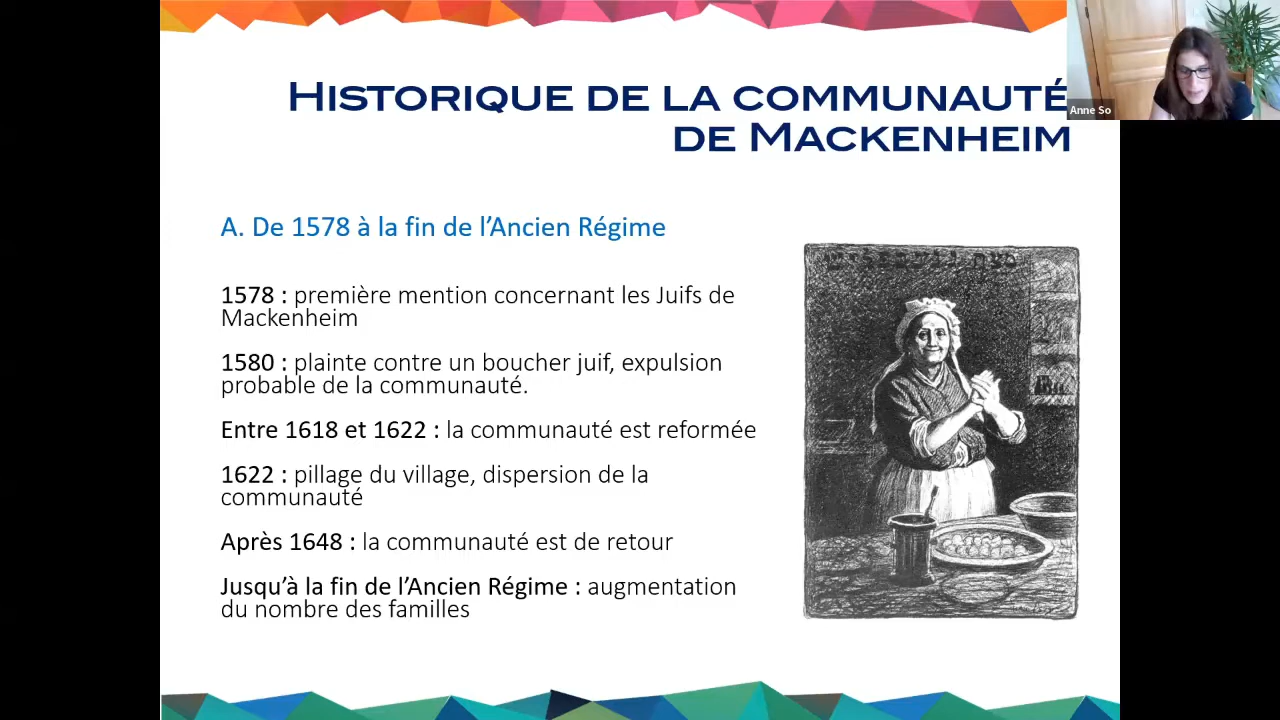 HISTORIQUE DE LA COMMUNAUTÉ
DE MACKENHEIM
Anne So
A. De 1578 à la fin de l’Ancien Régime
1578 : première mention concernant les Juifs de
Mackenheim
1580 : plainte contre un boucher juif, expulsion
probable de la communauté.
Entre 1618 et 1622 : la communauté est reformée
1622 : pillage du village, dispersion de la
communauté
Après 1648 : la communauté est de retour
Jusqu’à la fin de l’Ancien Régime : augmentation
du nombre des familles